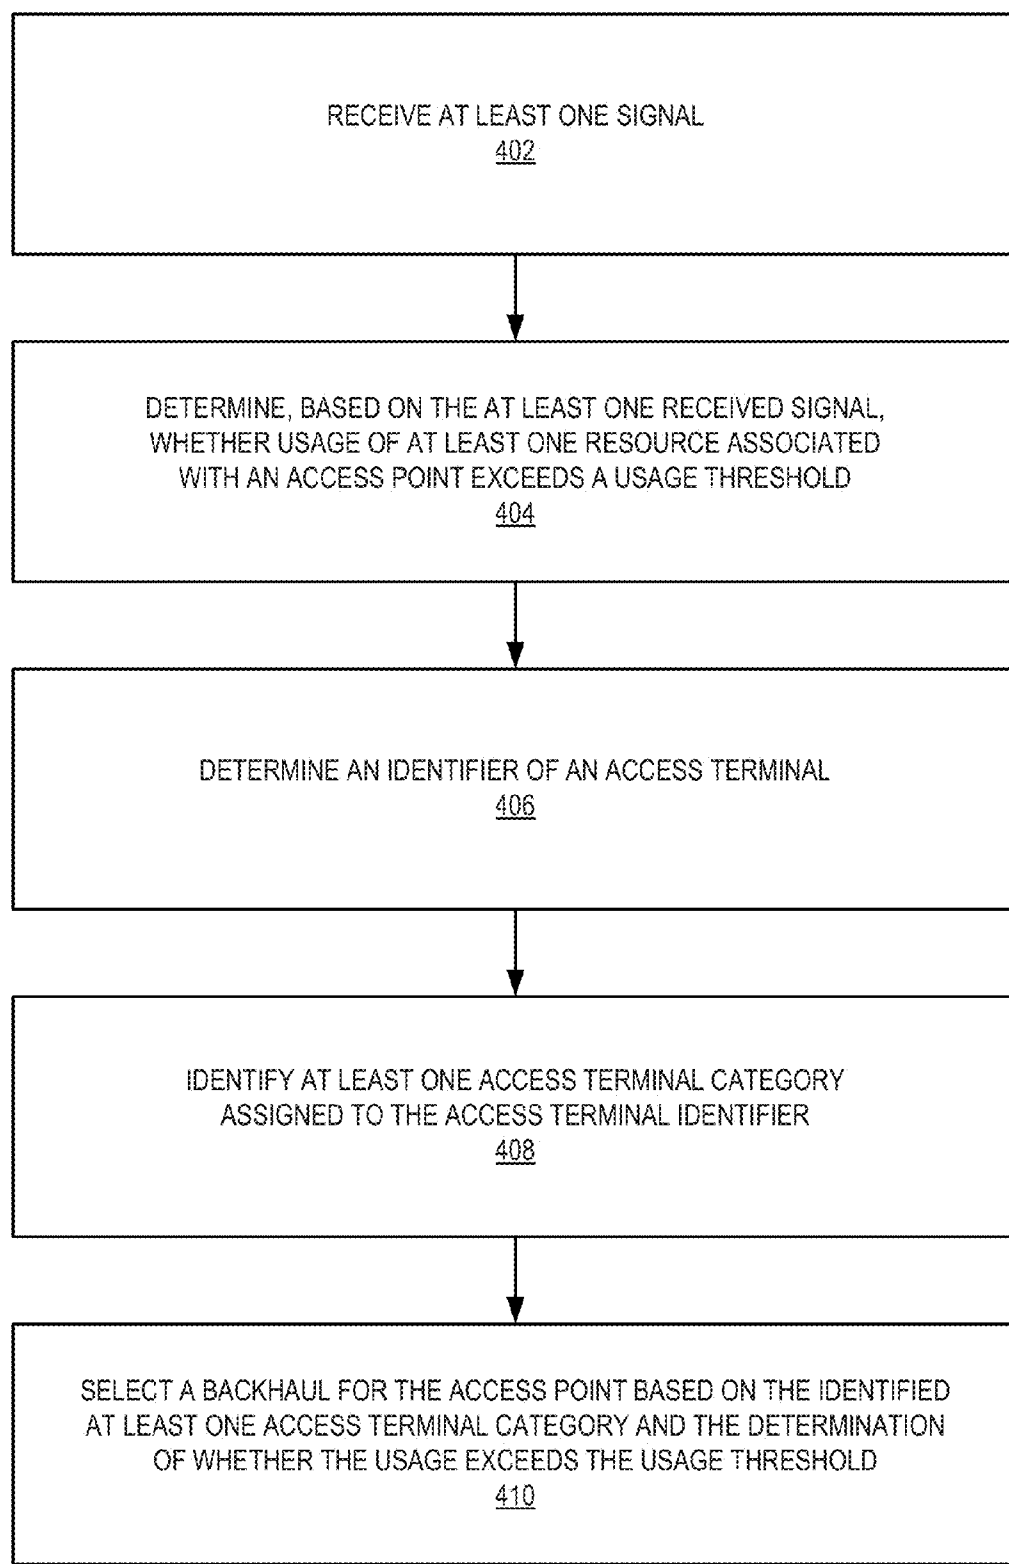 RECEIVE AT LEAST ONE SIGNAL
402
DETERMINE, BASED ON THE AT LEAST ONE RECEIVED SIGNAL,
WHETHER USAGE OF AT LEAST ONE RESOURCE ASSOCIATED
WITH AN ACCESS POINT EXCEEDS A USAGE THRESHOLD
404
DETERMINE AN IDENTIFIER OF AN ACCESS TERMINAL
406
IDENTIFY AT LEAST ONE ACCESS TERMINAL CATEGORY
ASSIGNED TO THE ACCESS TERMINAL IDENTIFIER
408
SELECT A BACKHAUL FOR THE ACCESS POINT BASED ON THE IDENTIFIED
AT LEAST ONE ACCESS TERMINAL CATEGORY AND THE DETERMINATION
OF WHETHER THE USAGE EXCEEDS THE USAGE THRESHOLD
410